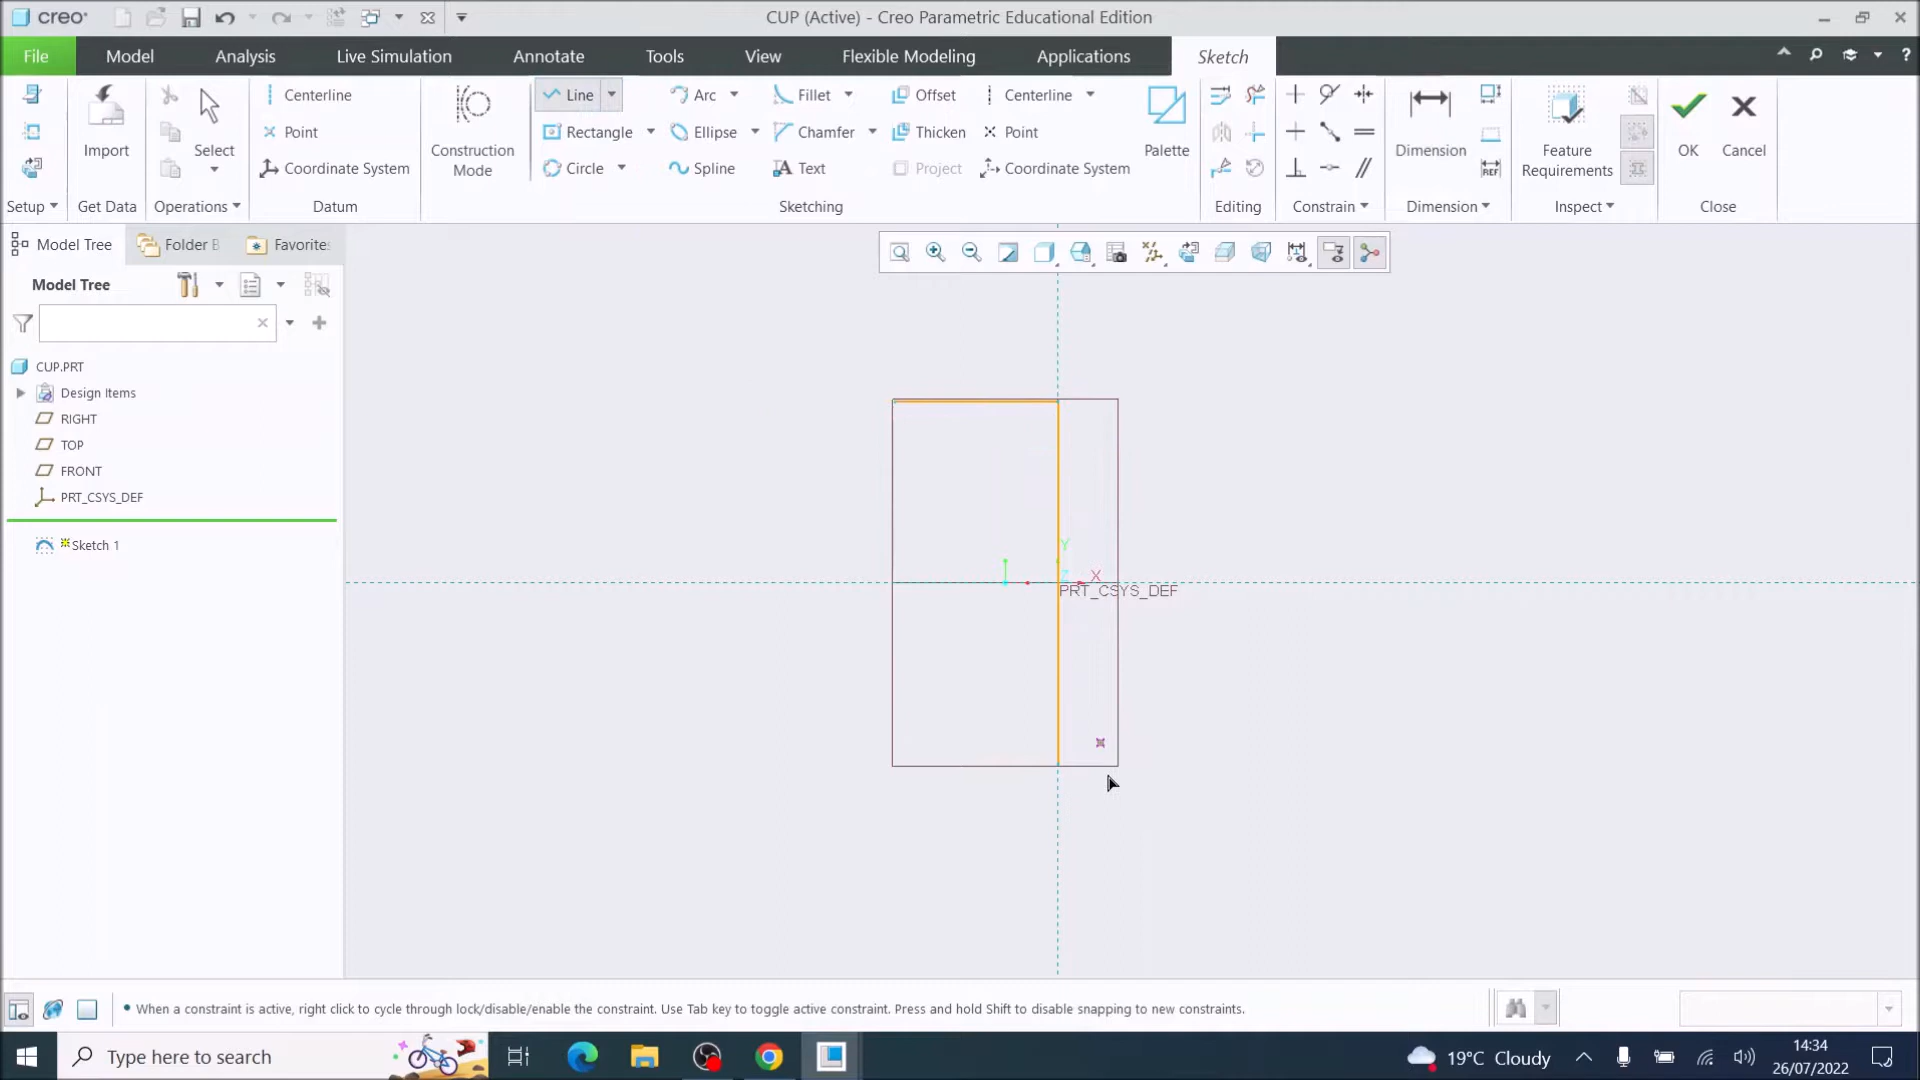 creo®
CUP (Active) - Creo Parametric Educational Edition
File
Model
Analysis
Live Simulation
Annotate
Tools
View
Flexible Modeling
Applications
Sketch
Centerline
Line
Arc
Fillet
Offset
Centerline
Point
Rectangle
Ellipse
Chamfer
Thicken
Point
Import
Select
Construction Mode
Palette
Dimension
Feature Requirements
OK
Cancel
Coordinate System
Circle
Spline
Text
Project
Coordinate System
REF
Setup
Get Data
Operations
Datum
Sketching
Editing
Constrain
Dimension
Inspect
Close
Model Tree
Folder B
Favorite
Model Tree
CUP.PRT
Design Items
RIGHT
TOP
FRONT
PRT_CSYS_DEF
Sketch 1
Y
Z
X
PRT_CSYS_DEF
When a constraint is active, right click to cycle through lock/disable/enable the constraint. Use Tab key to toggle active constraint. Press and hold Shift to disable snapping to new constraints.
Type here to search
19°C Cloudy
14:34
26/07/2022